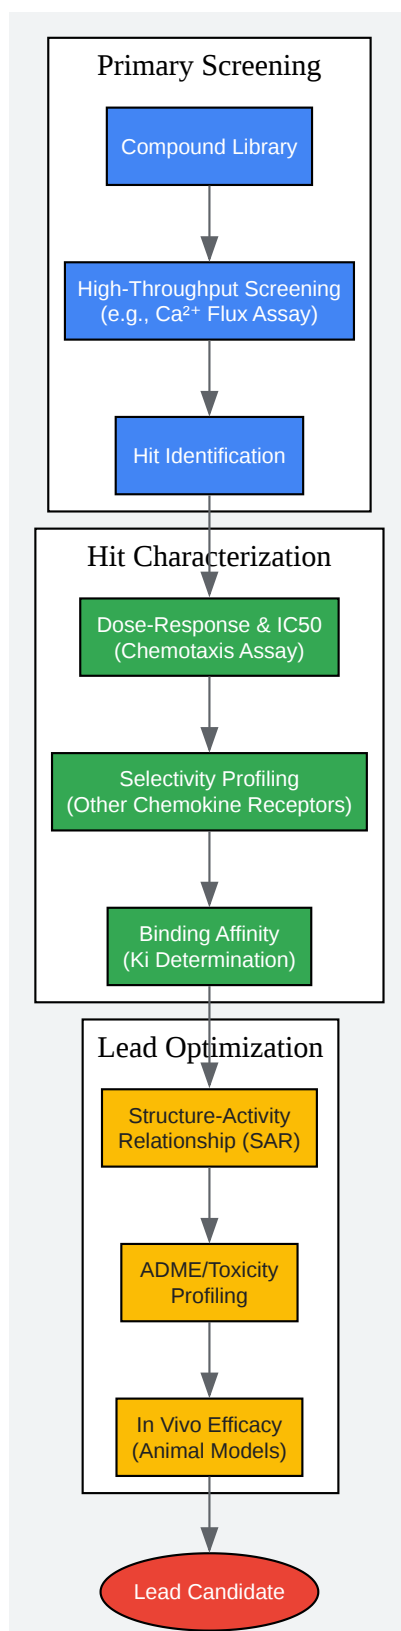 Primary Screening
Compound Library
High-Throughput Screening
(e.g., Ca²⁺ Flux Assay)
Hit Identification
Hit Characterization
Dose-Response & IC50
(Chemotaxis Assay)
Selectivity Profiling
(Other Chemokine Receptors)
Binding Affinity
(Ki Determination)
Lead Optimization
Structure-Activity
Relationship (SAR)
ADME/Toxicity
Profiling
In Vivo Efficacy
(Animal Models)
Lead Candidate